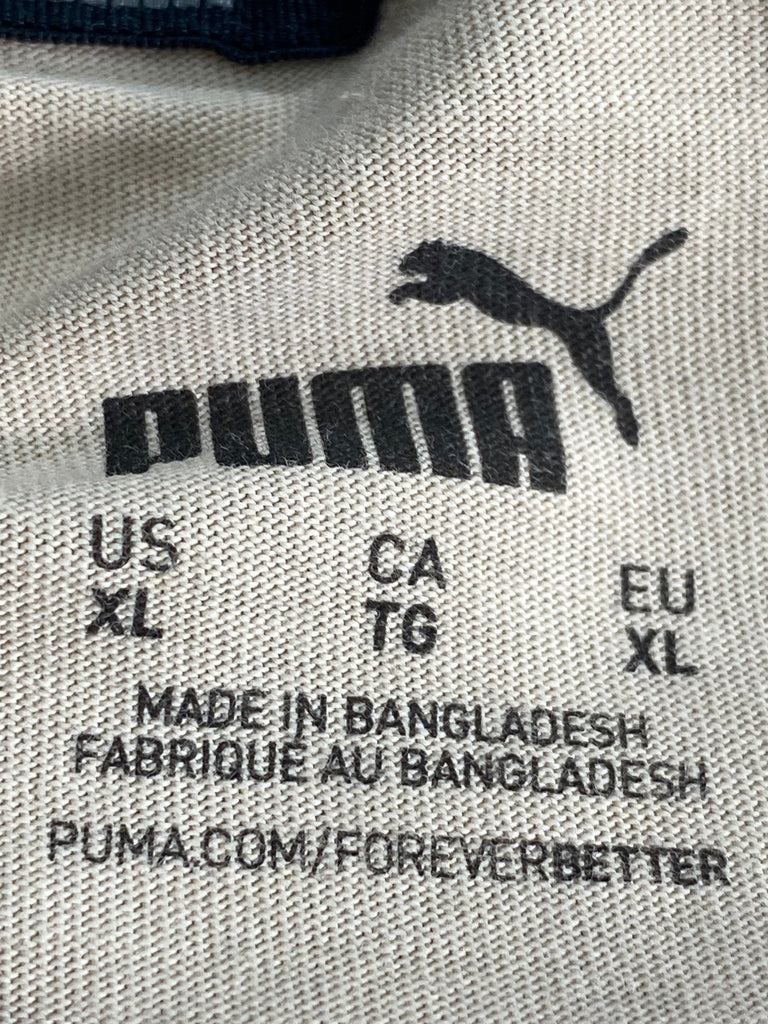 PUMA
US CA EU
XL TG XL
MADE IN BANGLADESH
FABRIQUÉ AU BANGLADESH
PUMA.COM/FOREVERBETTER